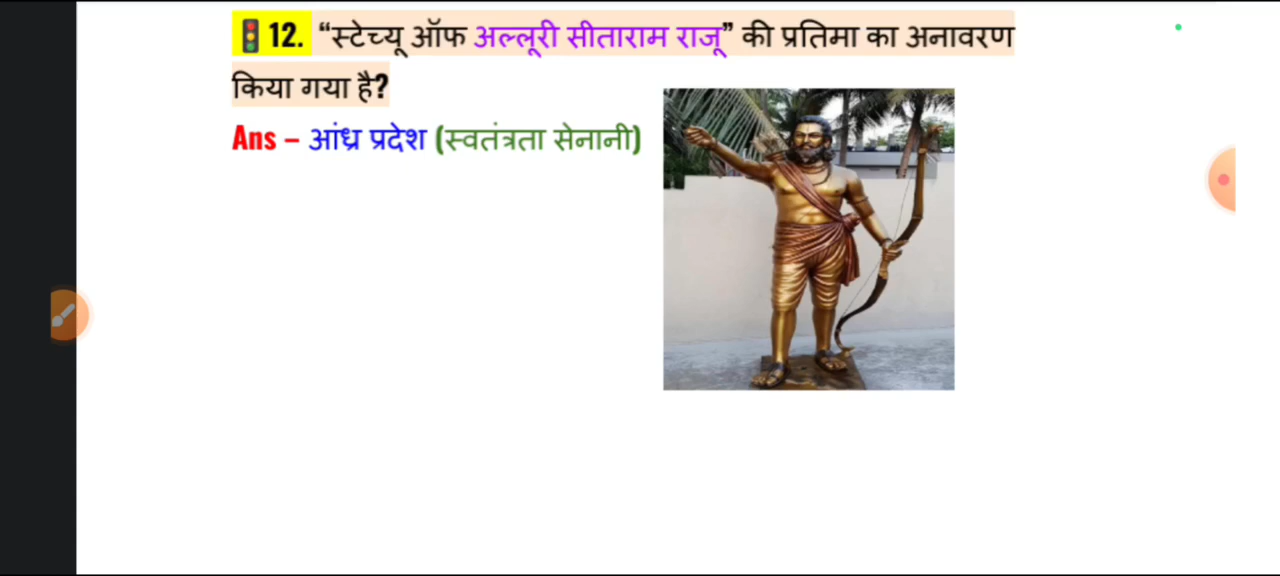 🚦12. “स्टेच्यू ऑफ अल्लूरी सीताराम राजू” की प्रतिमा का अनावरण
किया गया है?
Ans – आंध्र प्रदेश (स्वतंत्रता सेनानी)